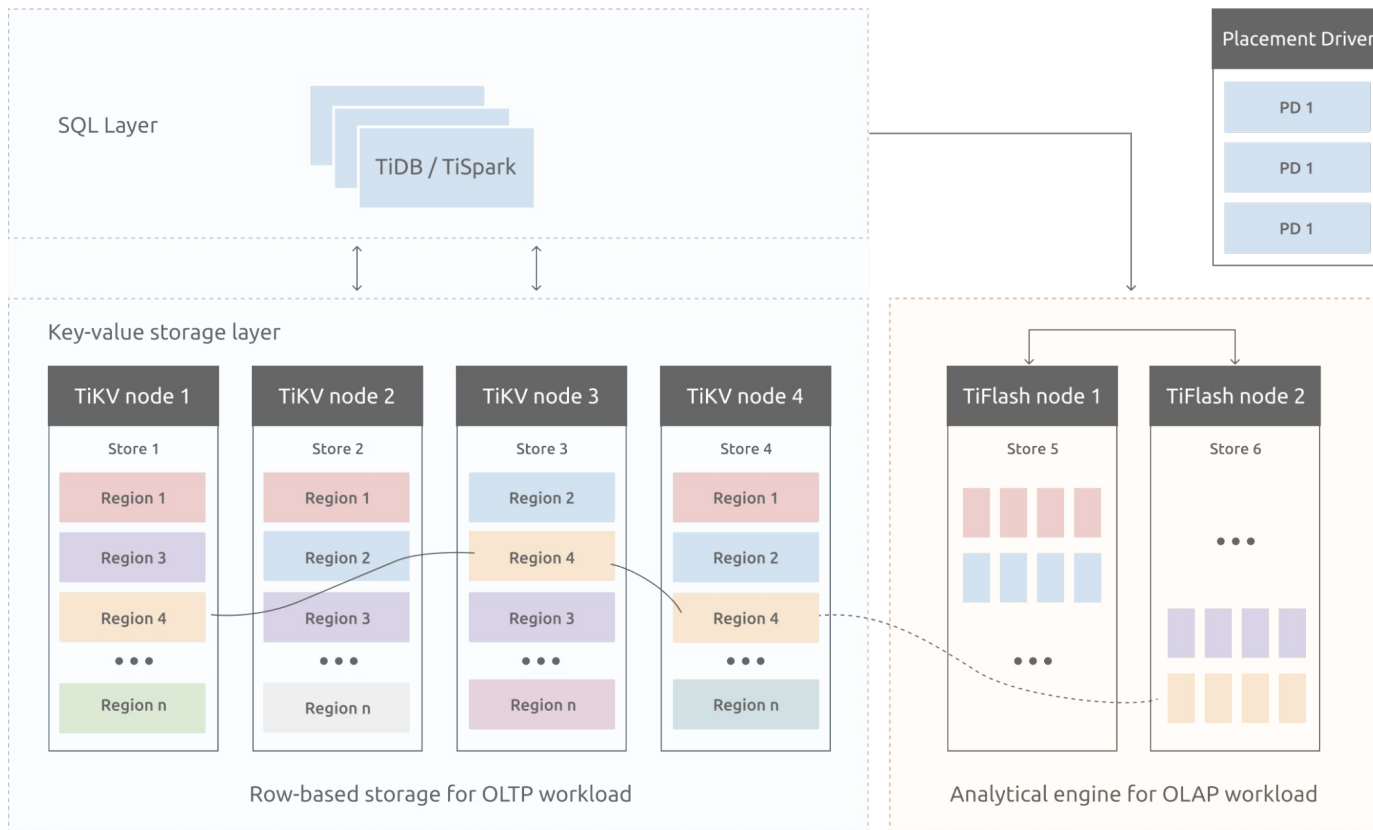 Placement Driver
PD 1
PD 1
PD 1
SQL Layer
TiDB / TiSpark
Key-value storage layer
TiKV node 1
Store 1
Region 1
Region 3
Region 4
Region n
TiKV node 2
Store 2
Region 1
Region 2
Region 3
Region n
TiKV node 3
Store 3
Region 2
Region 4
Region 3
Region n
TiKV node 4
Store 4
Region 1
Region 2
Region 4
Region n
Row-based storage for OLTP workload
TiFlash node 1
Store 5
TiFlash node 2
Store 6
Analytical engine for OLAP workload